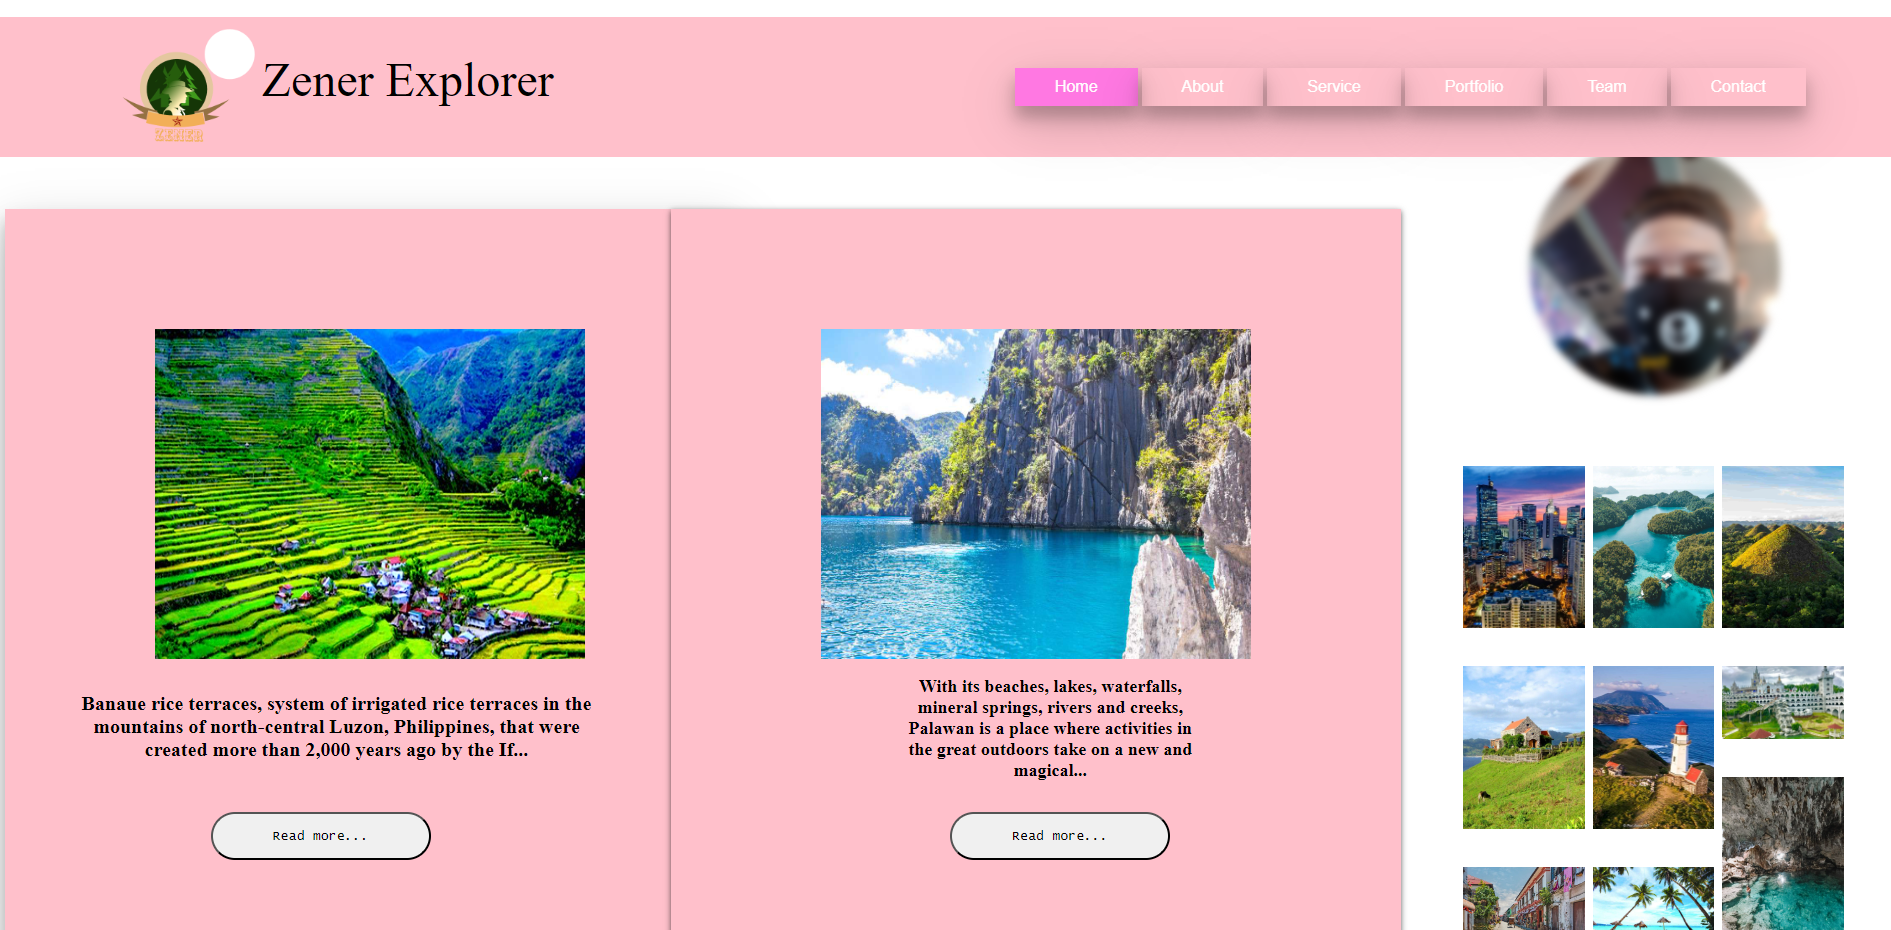 ZENER
Zener Explorer
Home
About
Service
Portfolio
Team
Contact
Banaue rice terraces, system of irrigated rice terraces in the
mountains of north-central Luzon, Philippines, that were
created more than 2,000 years ago by the If...
Read more...
With its beaches, lakes, waterfalls,
mineral springs, rivers and creeks,
Palawan is a place where activities in
the great outdoors take on a new and
magical...
Read more...